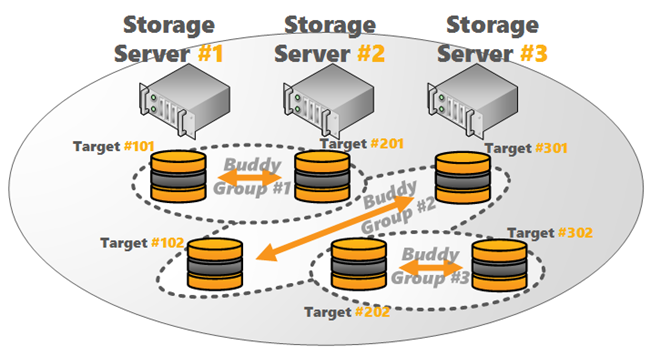 Storage
Server #1
Storage
Server #2
Storage
Server #3
Target #101
Target #201
Target #301
Buddy
Group #1
Buddy
Group #2
Target #102
Target #302
Buddy
Group #3
Target #202